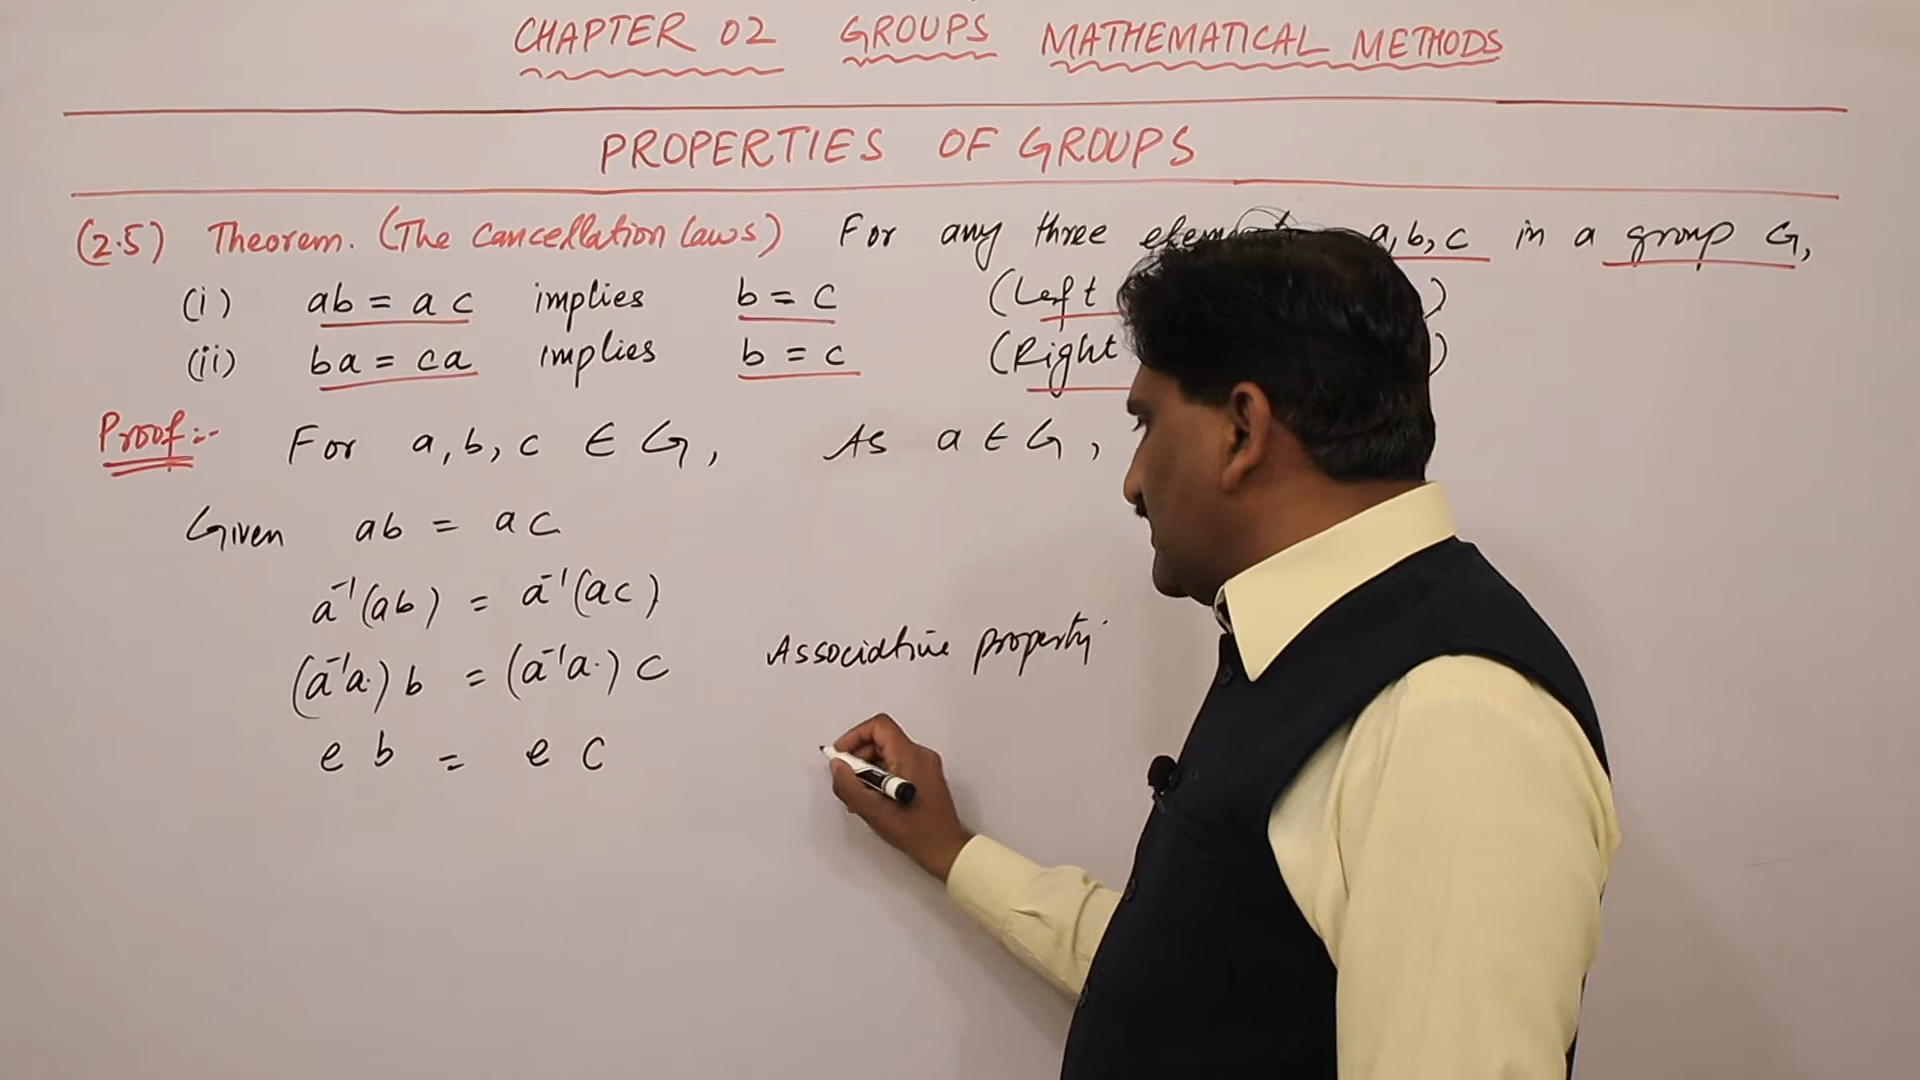 CHAPTER 02 GROUPS MATHEMATICAL METHODS
PROPERTIES OF GROUPS
(2.5) Theorem. (The Cancellation Laws) For any three a, b, c in a group G,
(i) ab = ac implies b = c (Left )
(ii) ba = ca implies b = c (Right )
Proof:- For a, b, c ∈ G, As a ∈ G,
Given ab = ac
a⁻¹(ab) = a⁻¹(ac)
(a⁻¹a.) b = (a⁻¹a.) c Associative property.
e b = e c